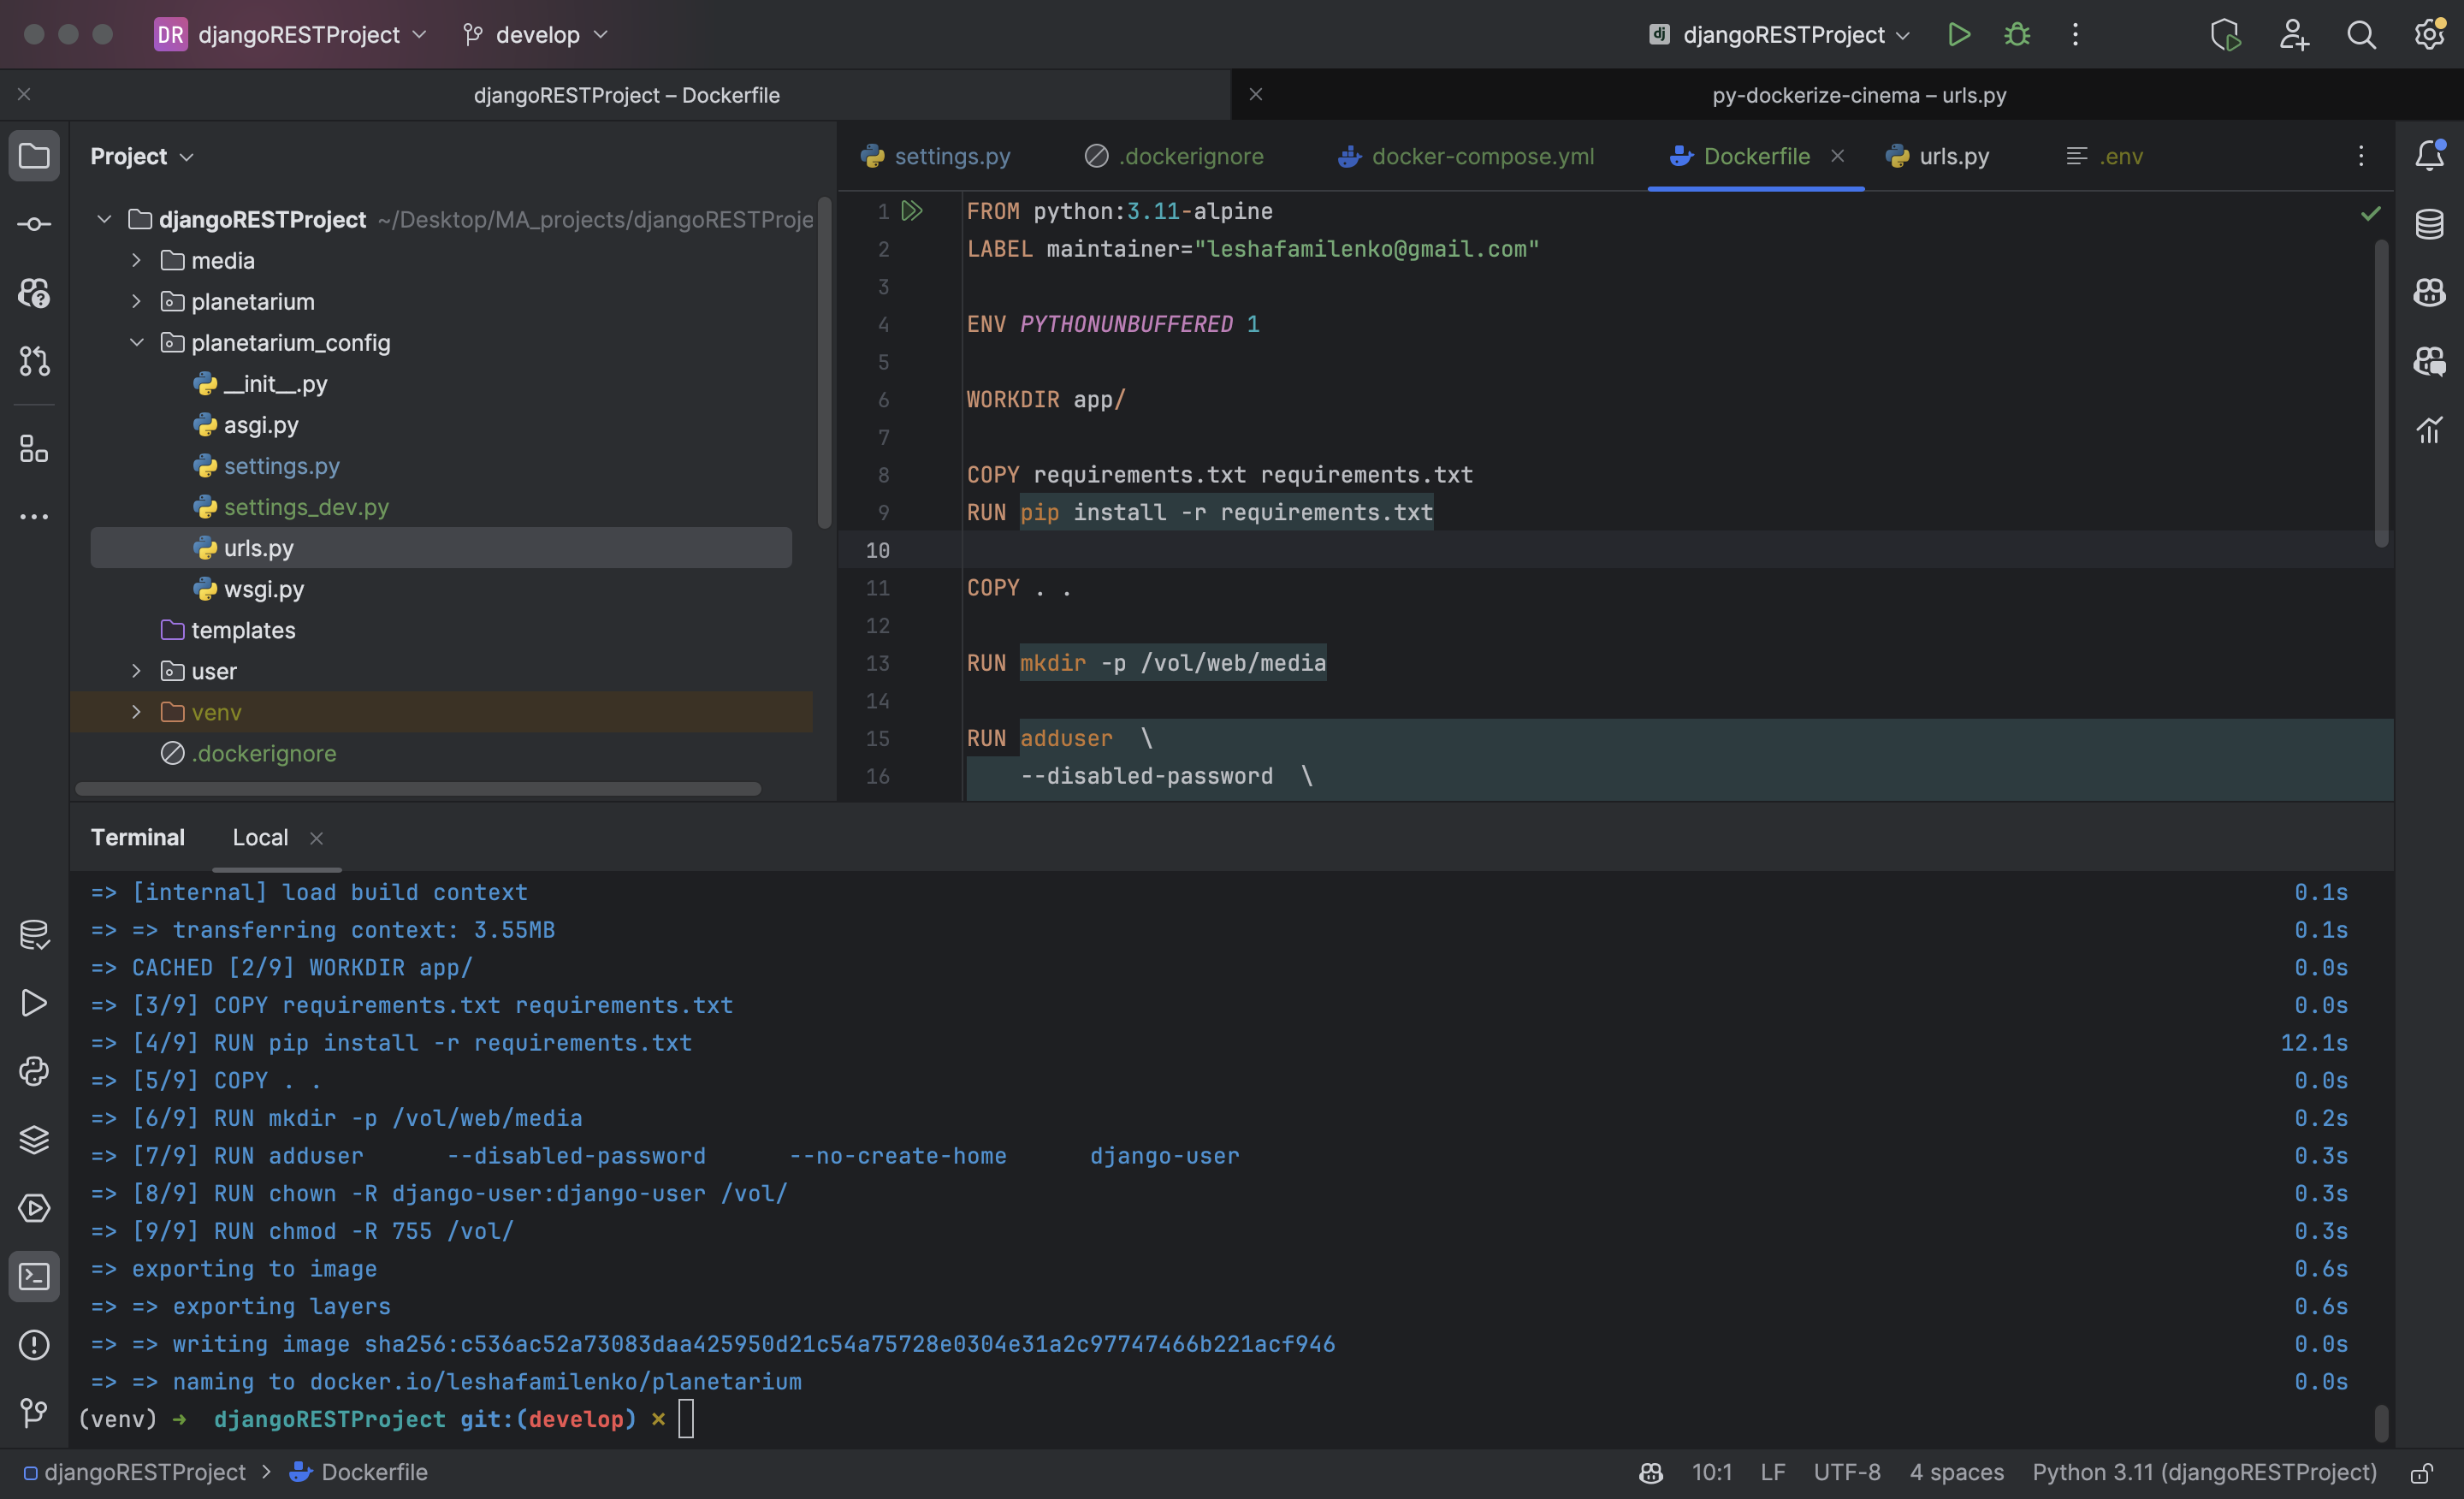 DR djangoRESTProject develop
dj djangoRESTProject
djangoRESTProject – Dockerfile
py-dockerize-cinema – urls.py
Project
djangoRESTProject ~/Desktop/MA_projects/djangoRESTProje
media
planetarium
planetarium_config
__init__.py
asgi.py
settings.py
settings_dev.py
urls.py
wsgi.py
templates
user
venv
.dockerignore
settings.py .dockerignore docker-compose.yml Dockerfile urls.py .env
1 FROM python:3.11-alpine
2 LABEL maintainer="leshafamilenko@gmail.com"
3
4 ENV PYTHONUNBUFFERED 1
5
6 WORKDIR app/
7
8 COPY requirements.txt requirements.txt
9 RUN pip install -r requirements.txt
10
11 COPY . .
12
13 RUN mkdir -p /vol/web/media
14
15 RUN adduser \
16 --disabled-password \
Terminal Local
=> [internal] load build context 0.1s
=> => transferring context: 3.55MB 0.1s
=> CACHED [2/9] WORKDIR app/ 0.0s
=> [3/9] COPY requirements.txt requirements.txt 0.0s
=> [4/9] RUN pip install -r requirements.txt 12.1s
=> [5/9] COPY . . 0.0s
=> [6/9] RUN mkdir -p /vol/web/media 0.2s
=> [7/9] RUN adduser --disabled-password --no-create-home django-user 0.3s
=> [8/9] RUN chown -R django-user:django-user /vol/ 0.3s
=> [9/9] RUN chmod -R 755 /vol/ 0.3s
=> exporting to image 0.6s
=> => exporting layers 0.6s
=> => writing image sha256:c536ac52a73083daa425950d21c54a75728e0304e31a2c97747466b221acf946 0.0s
=> => naming to docker.io/leshafamilenko/planetarium 0.0s
(venv) → djangoRESTProject git:(develop) ×
djangoRESTProject > Dockerfile
10:1 LF UTF-8 4 spaces Python 3.11 (djangoRESTProject)